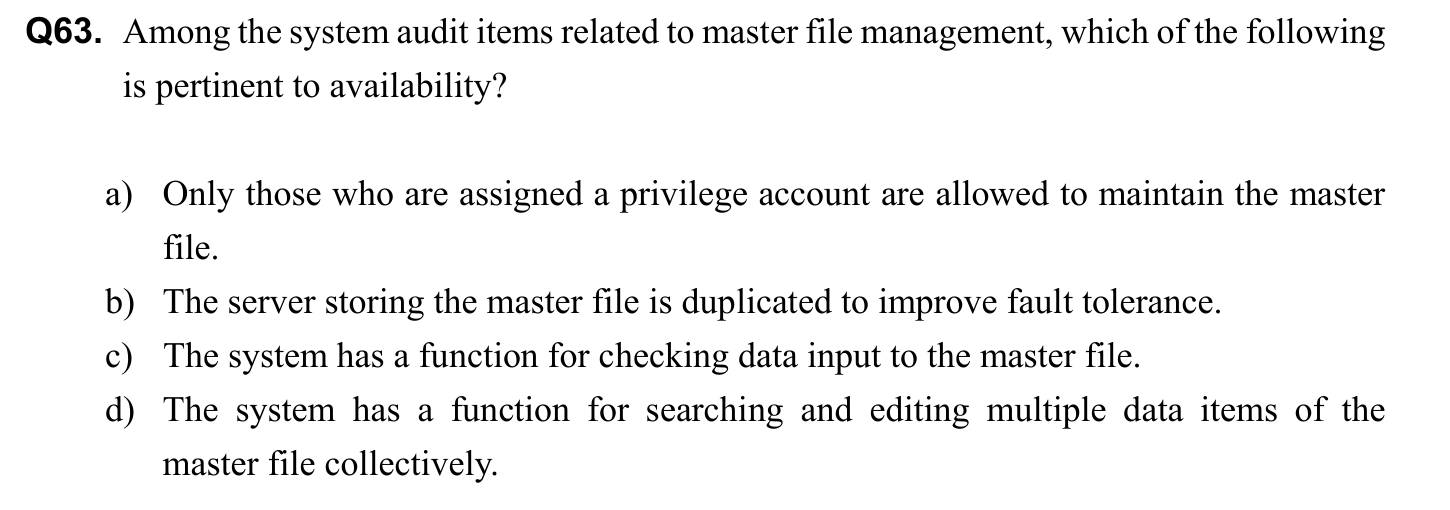 Q63. Among the system audit items related to master file management, which of the following
is pertinent to availability?
a) Only those who are assigned a privilege account are allowed to maintain the master
file.
b) The server storing the master file is duplicated to improve fault tolerance.
c) The system has a function for checking data input to the master file.
d) The system has a function for searching and editing multiple data items of the
master file collectively.